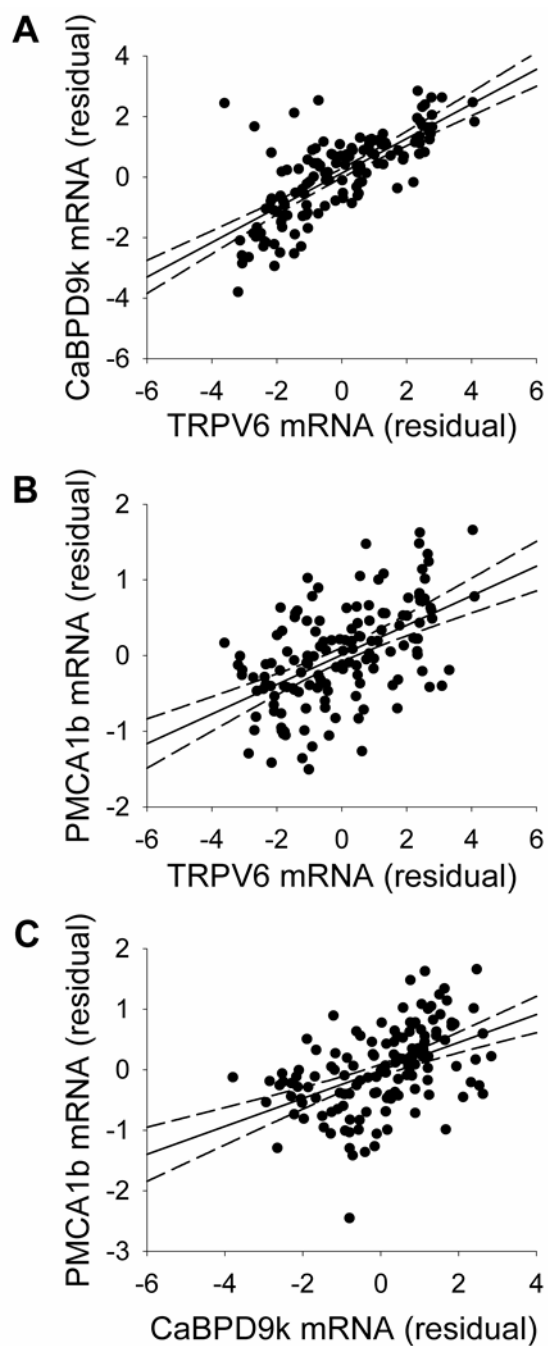 A
CaBPD9k mRNA (residual)
4
2
0
-2
-4
-6
-6 -4 -2 0 2 4 6
TRPV6 mRNA (residual)
B
PMCA1b mRNA (residual)
2
1
0
-1
-2
-6 -4 -2 0 2 4 6
TRPV6 mRNA (residual)
C
PMCA1b mRNA (residual)
2
1
0
-1
-2
-3
-6 -4 -2 0 2 4
CaBPD9k mRNA (residual)